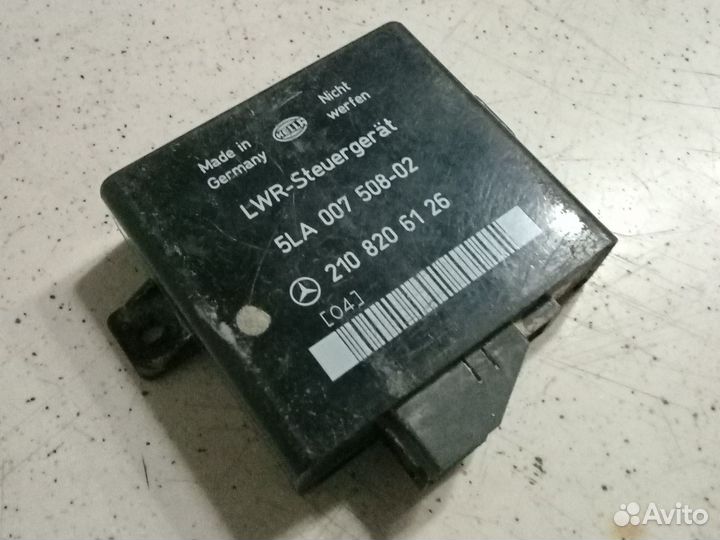 Made in
Germany
HELLA
Nicht
werfen
LWR-Steuergerät
5LA 007 508-02
210 820 61 26
[04]
Avito